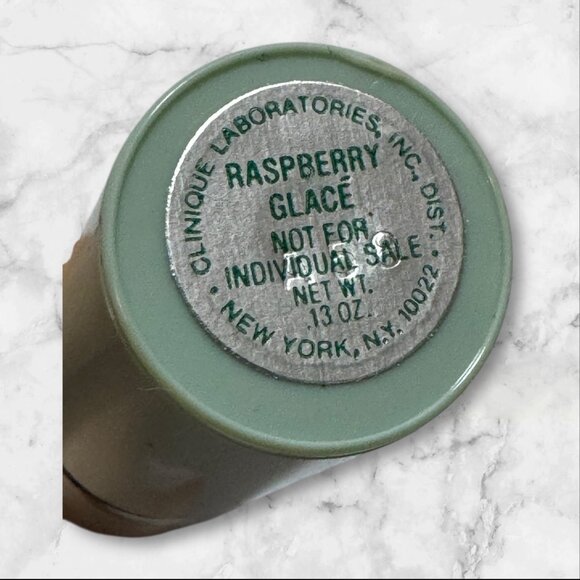 CLINIQUE LABORATORIES, INC., DIST.
RASPBERRY
GLACÉ
NOT FOR
INDIVIDUAL SALE
NET WT.
.13 OZ.
• NEW YORK, N.Y. 10022 •